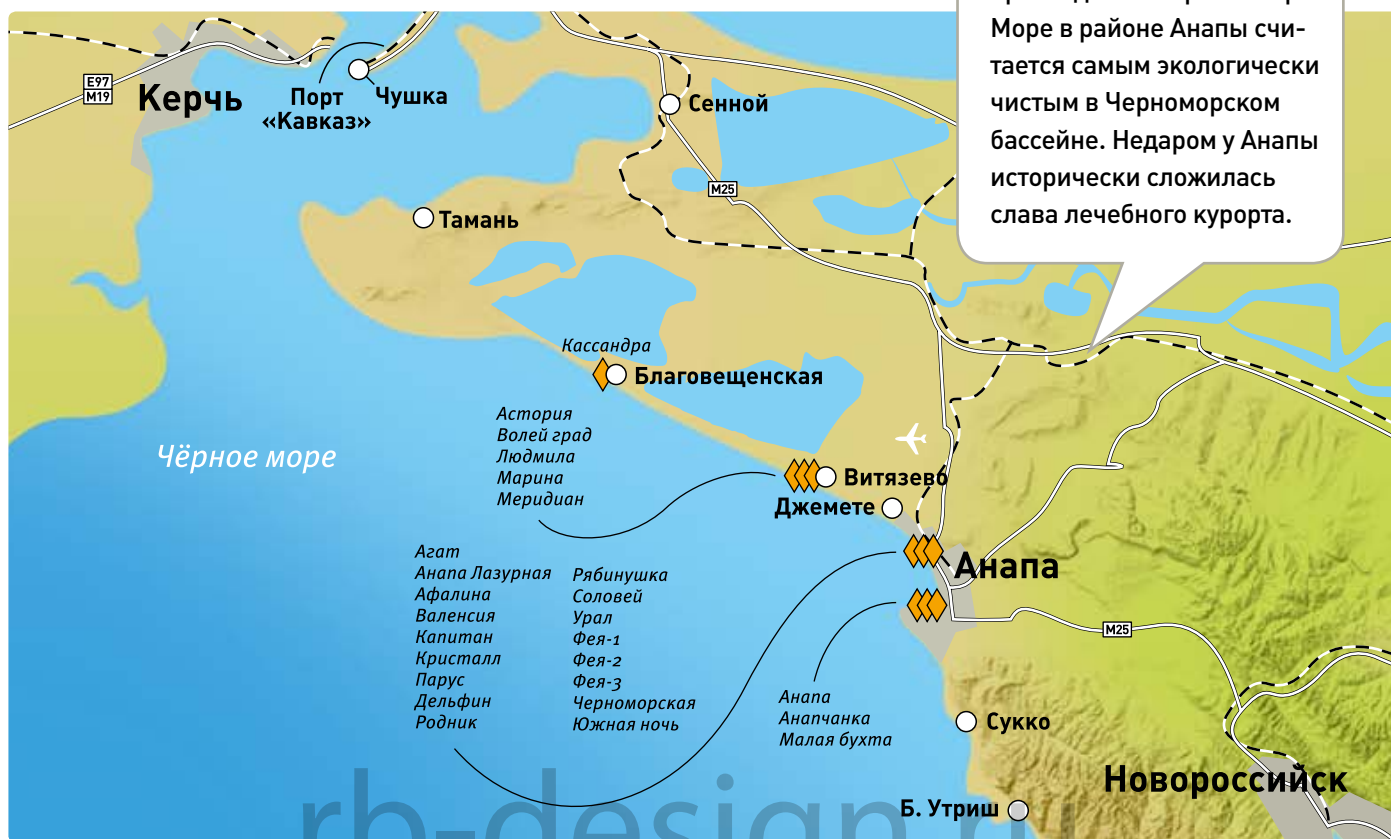 Море в районе Анапы счи-
тается самым экологически
чистым в Черноморском
бассейне. Недаром у Анапы
исторически сложилась
слава лечебного курорта.
E97
M19
Керчь
Порт
«Кавказ»
Чушка
Сенной
M25
Тамань
Кассандра
Благовещенская
Чёрное море
Астория
Волей град
Людмила
Марина
Меридиан
Витязево
Джемете
Анапа
Агат
Анапа Лазурная
Афалина
Валенсия
Капитан
Кристалл
Парус
Дельфин
Родник
Рябинушка
Соловей
Урал
Фея-1
Фея-2
Фея-3
Черноморская
Южная ночь
Анапа
Анапчанка
Малая бухта
M25
Сукко
Новороссийск
Б. Утриш
rb-design.ru